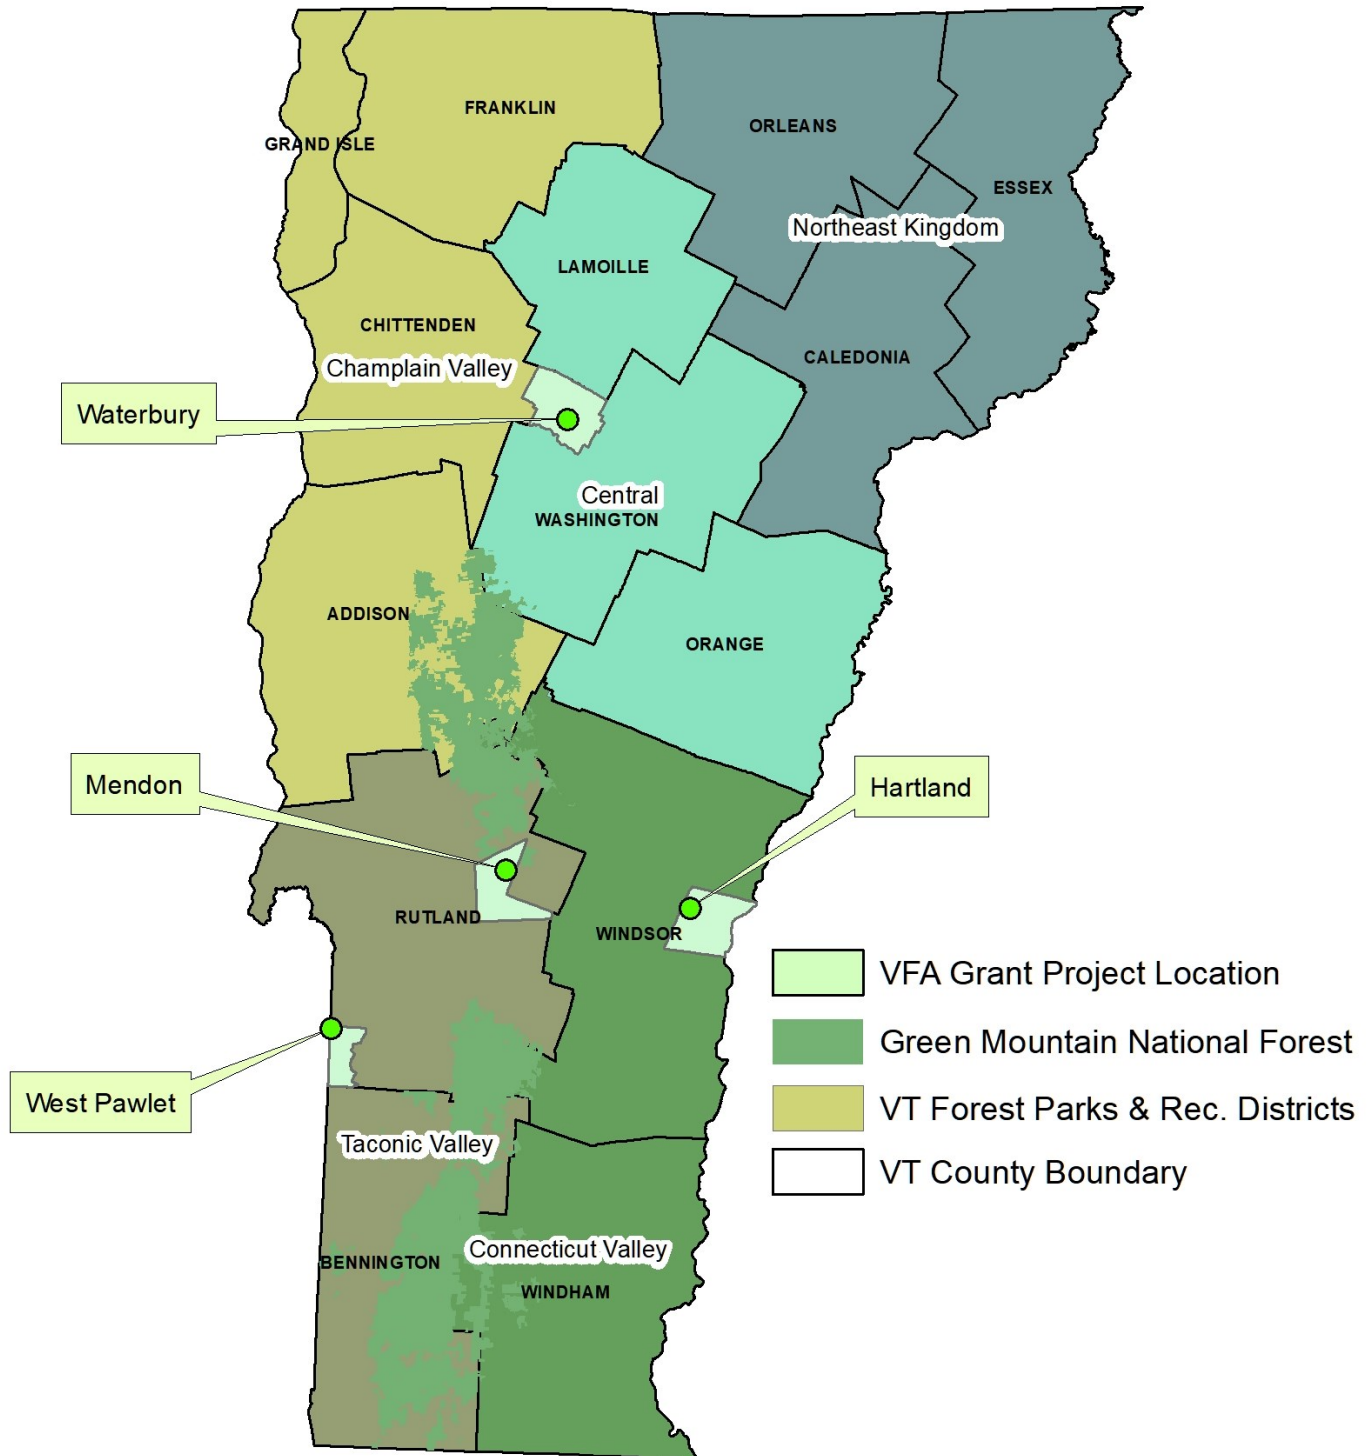 FRANKLIN
ORLEANS
GRAND ISLE
ESSEX
Northeast Kingdom
LAMOILLE
CHITTENDEN
CALEDONIA
Champlain Valley
Waterbury
Central
WASHINGTON
ADDISON
ORANGE
Mendon
Hartland
RUTLAND
WINDSOR
VFA Grant Project Location
Green Mountain National Forest
West Pawlet
VT Forest Parks & Rec. Districts
Taconic Valley
VT County Boundary
Connecticut Valley
BENNINGTON
WINDHAM